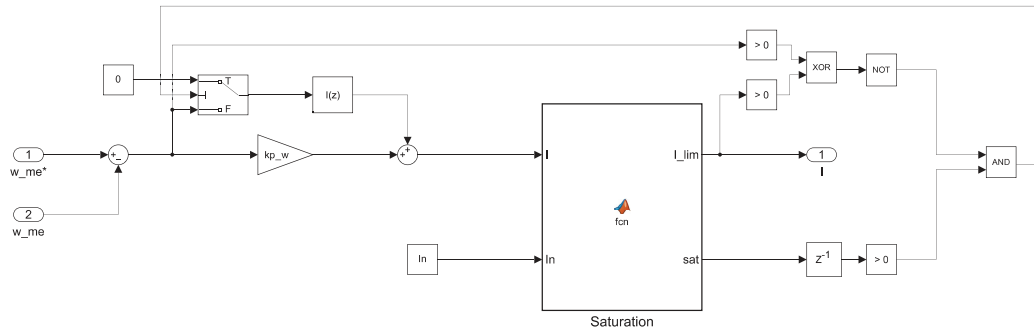 > 0
XOR
NOT
0
T
F
I(z)
> 0
1
w_me*
+
-
kp_w
+
+
I
I_lim
1
I
AND
2
w_me
fcn
In
In
sat
z-1
> 0
Saturation